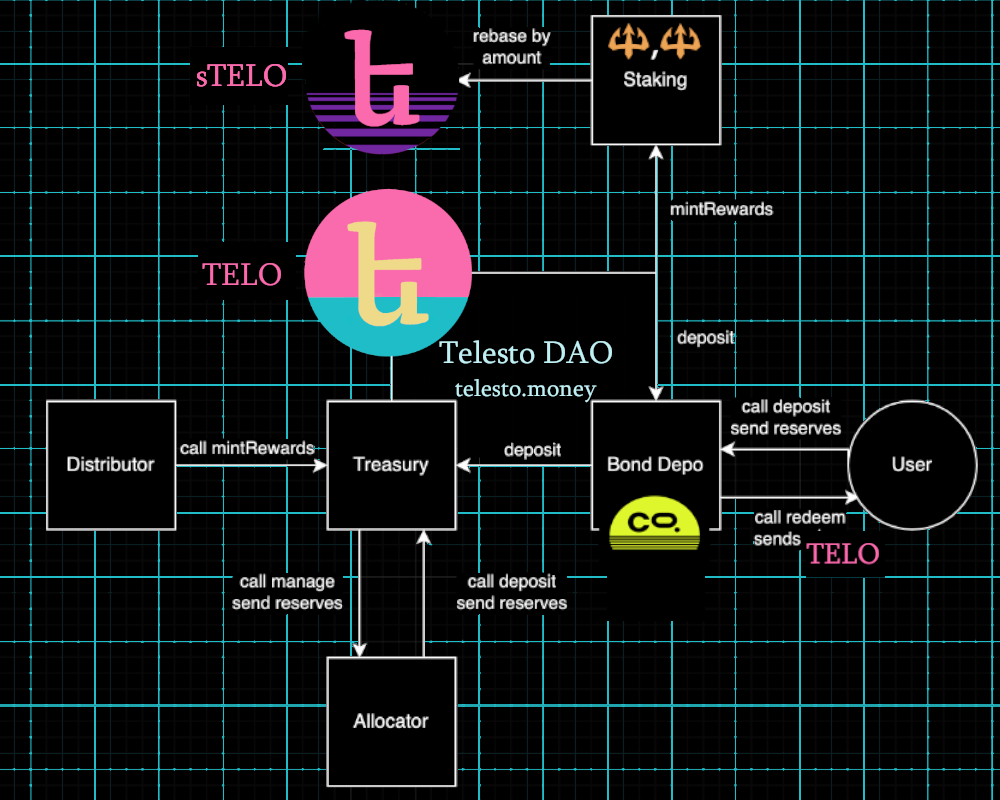 rebase by
amount
sTELO
,
Staking
mintRewards
TELO
deposit
Telesto DAO
telesto.money
call deposit
send reserves
Distributor
call mintRewards
Treasury
deposit
Bond Depo
User
co.
call redeem
sends
TELO
call manage
send reserves
call deposit
send reserves
Allocator